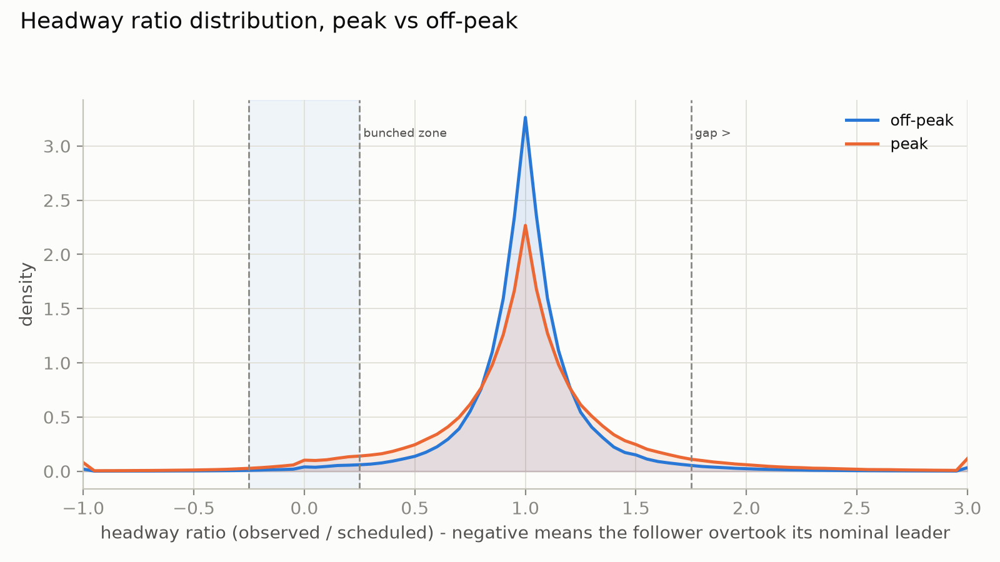 Headway ratio distribution, peak vs off-peak
bunched zone
gap >
off-peak
peak
3.0
2.5
2.0
1.5
1.0
0.5
0.0
density
−1.0 −0.5 0.0 0.5 1.0 1.5 2.0 2.5 3.0
headway ratio (observed / scheduled) - negative means the follower overtook its nominal leader